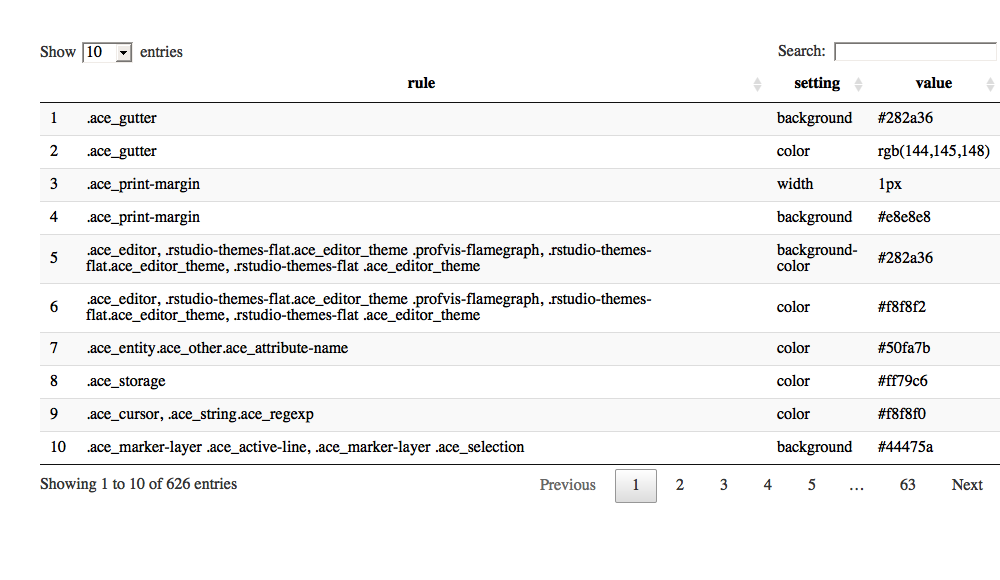 Show 10 entries Search:
rule setting value
1 .ace_gutter background #282a36
2 .ace_gutter color rgb(144,145,148)
3 .ace_print-margin width 1px
4 .ace_print-margin background #e8e8e8
5 .ace_editor, .rstudio-themes-flat.ace_editor_theme .profvis-flamegraph, .rstudio-themes- background- #282a36
flat.ace_editor_theme, .rstudio-themes-flat .ace_editor_theme color
6 .ace_editor, .rstudio-themes-flat.ace_editor_theme .profvis-flamegraph, .rstudio-themes- color #f8f8f2
flat.ace_editor_theme, .rstudio-themes-flat .ace_editor_theme
7 .ace_entity.ace_other.ace_attribute-name color #50fa7b
8 .ace_storage color #ff79c6
9 .ace_cursor, .ace_string.ace_regexp color #f8f8f0
10 .ace_marker-layer .ace_active-line, .ace_marker-layer .ace_selection background #44475a
Showing 1 to 10 of 626 entries Previous 1 2 3 4 5 … 63 Next